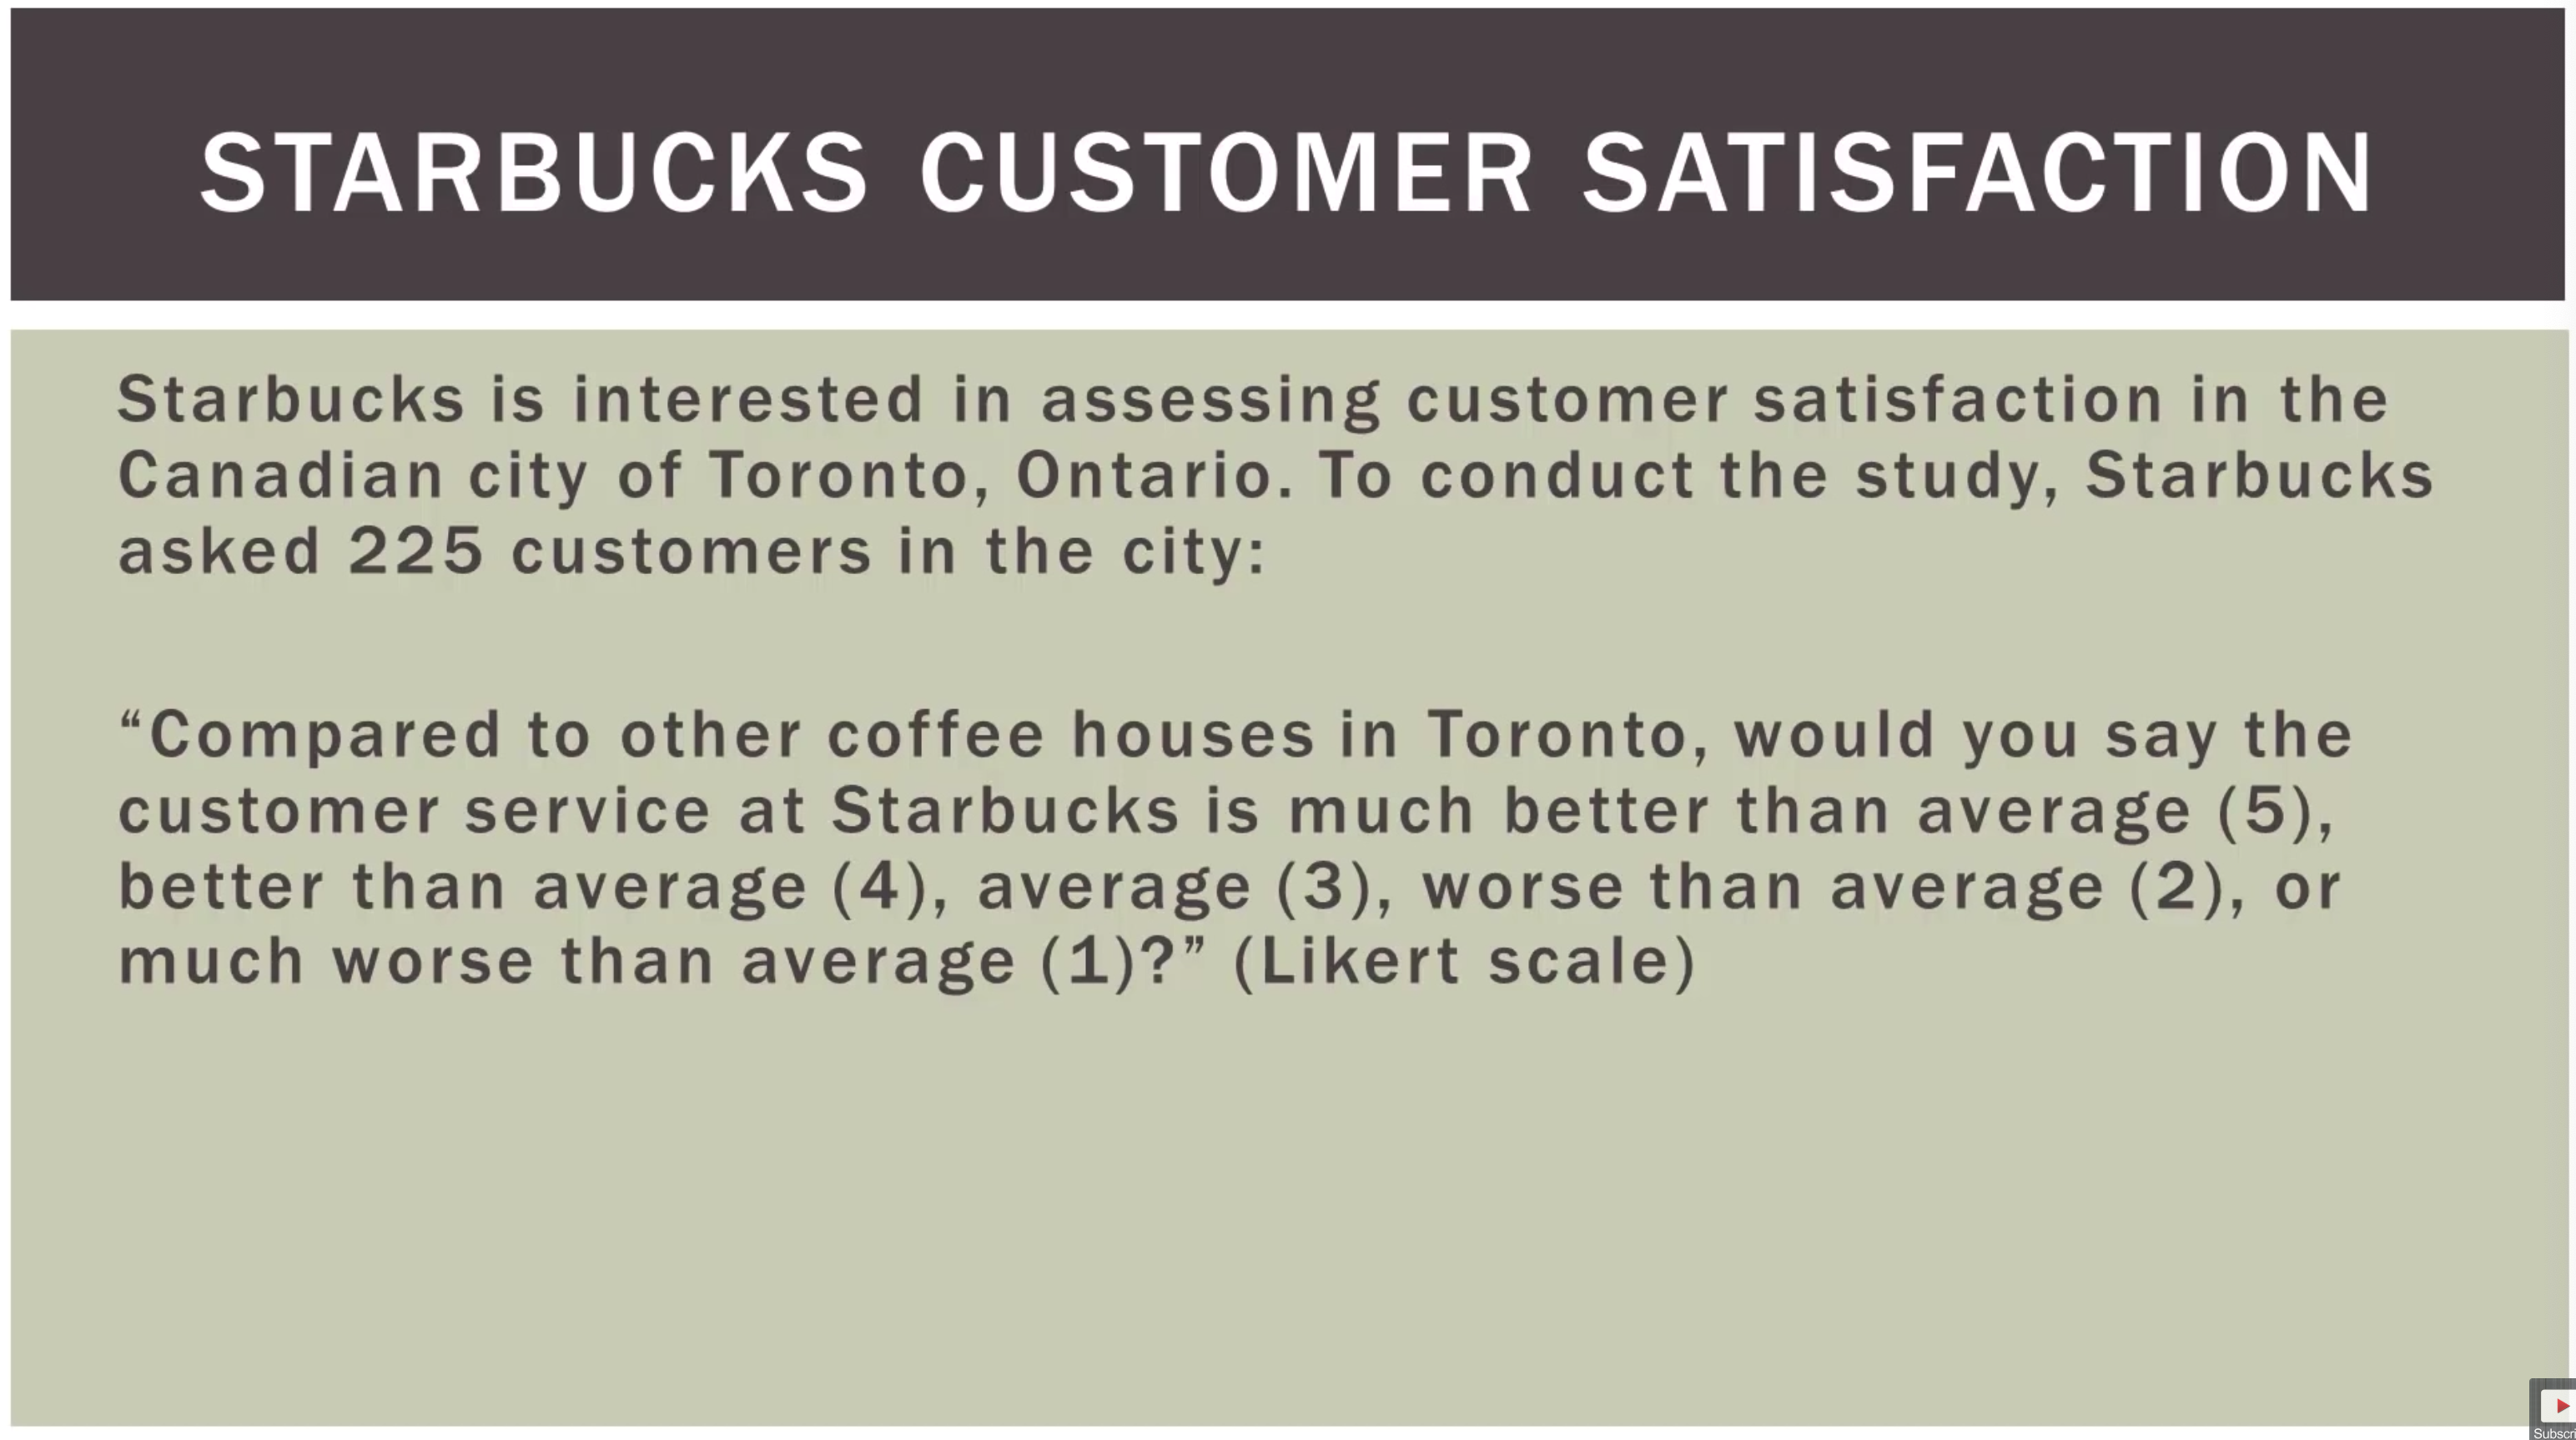 STARBUCKS CUSTOMER SATISFACTION
Starbucks is interested in assessing customer satisfaction in the
Canadian city of Toronto, Ontario. To conduct the study, Starbucks
asked 225 customers in the city:
“Compared to other coffee houses in Toronto, would you say the
customer service at Starbucks is much better than average (5),
better than average (4), average (3), worse than average (2), or
much worse than average (1)?” (Likert scale)